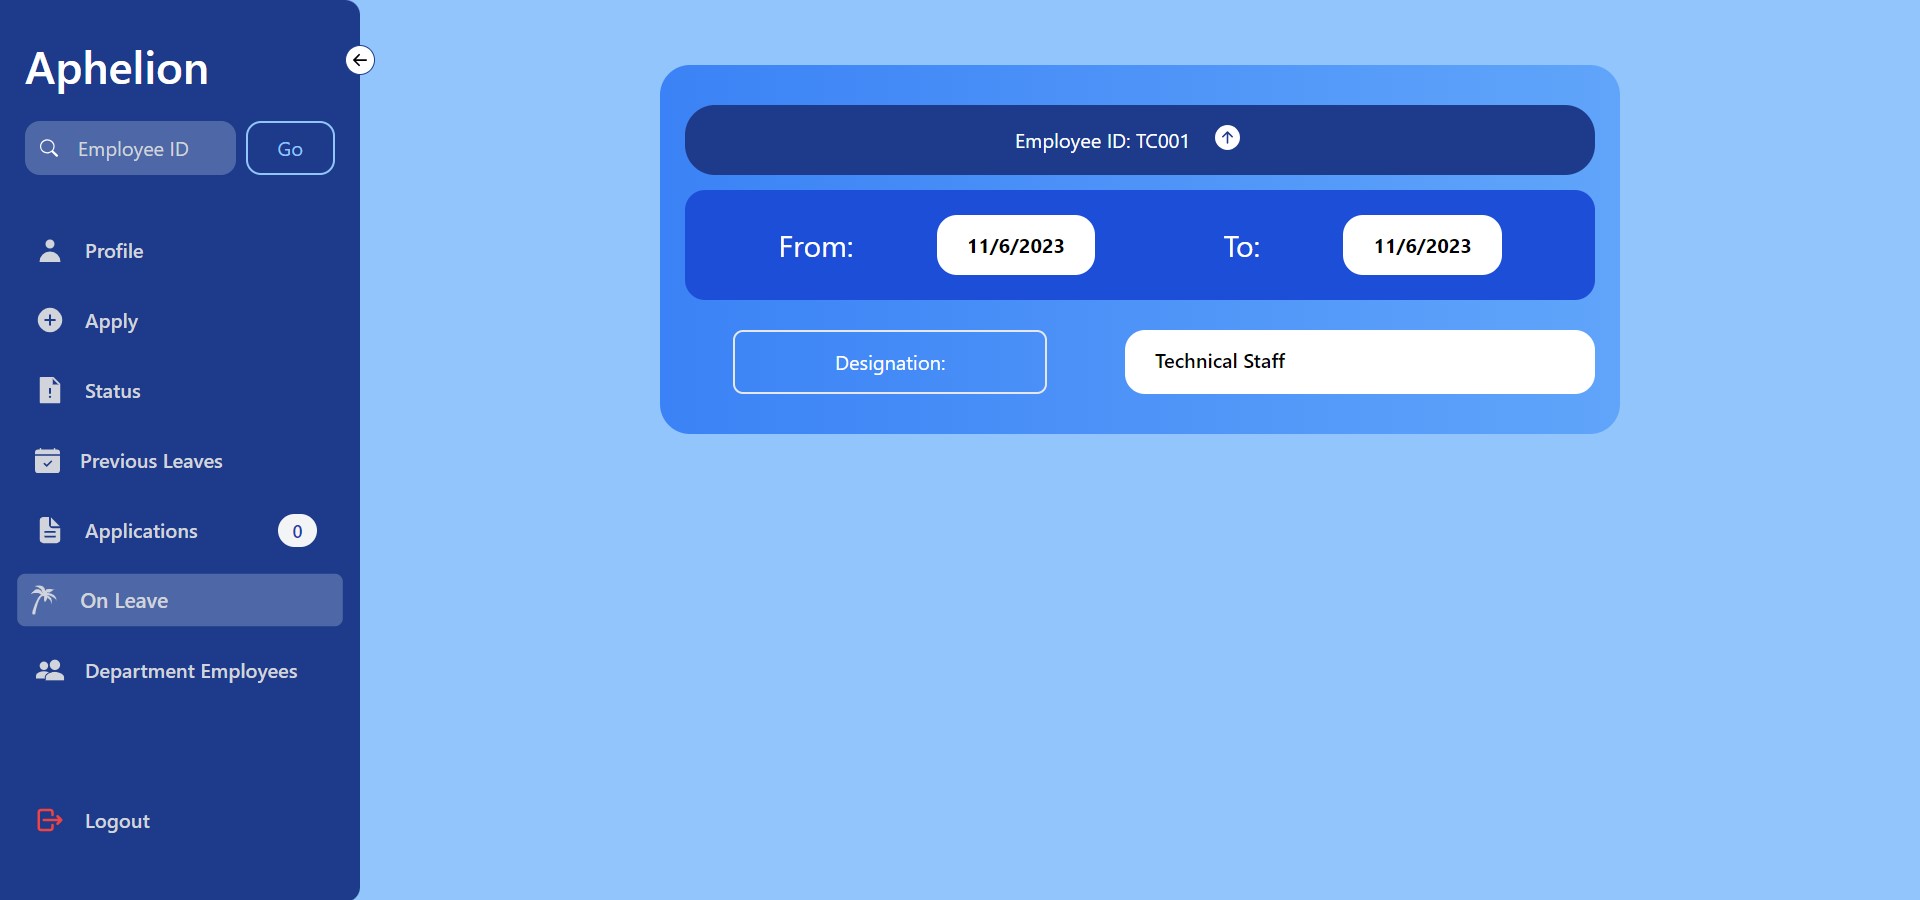 Aphelion
Employee ID
Go
Profile
Apply
Status
Previous Leaves
Applications
0
On Leave
Department Employees
Logout
Employee ID: TC001
From:
11/6/2023
To:
11/6/2023
Designation:
Technical Staff